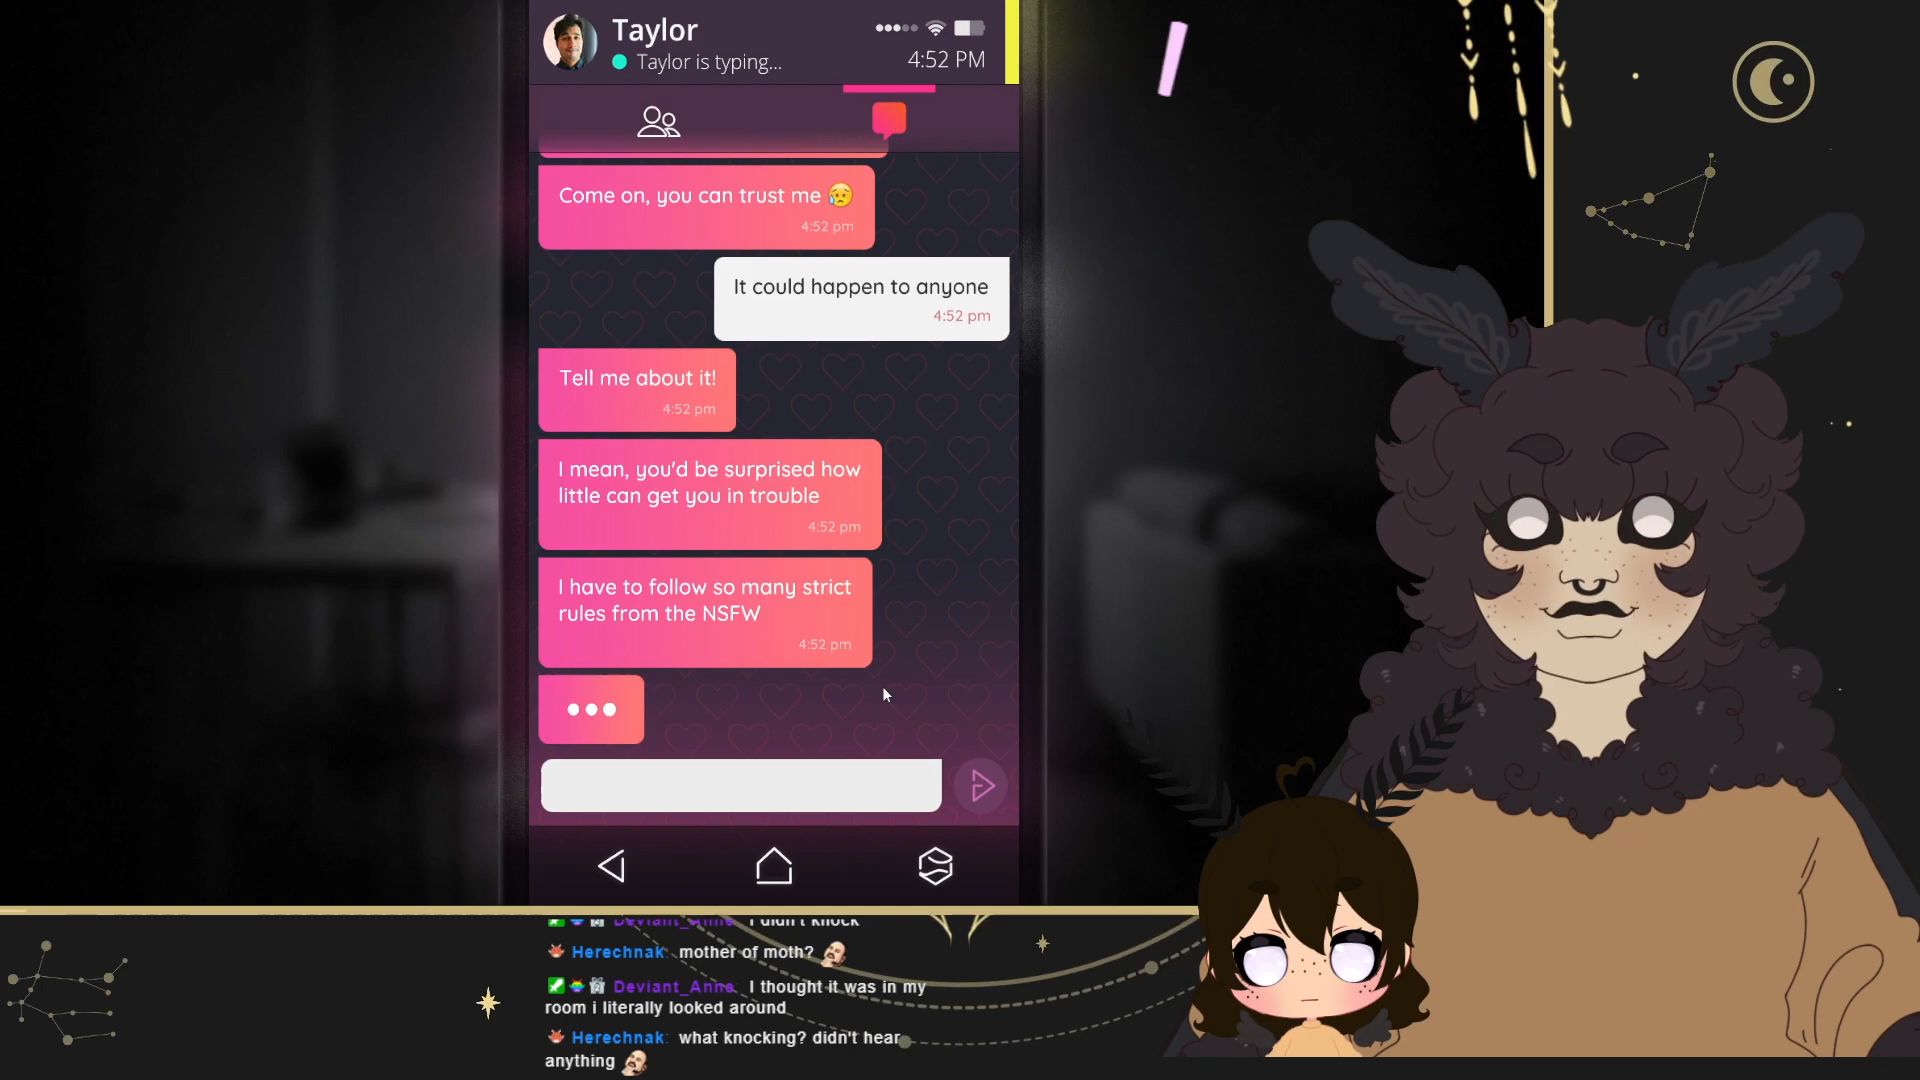 Taylor
Taylor is typing...
4:52 PM
Come on, you can trust me 😥
4:52 pm
It could happen to anyone
4:52 pm
Tell me about it!
4:52 pm
I mean, you'd be surprised how
little can get you in trouble
4:52 pm
I have to follow so many strict
rules from the NSFW
4:52 pm
Deviant_Anne I didn't knock
Herechnak: mother of moth?
Deviant_Anne I thought it was in my
room i literally looked around
Herechnak: what knocking? didn't hear
anything